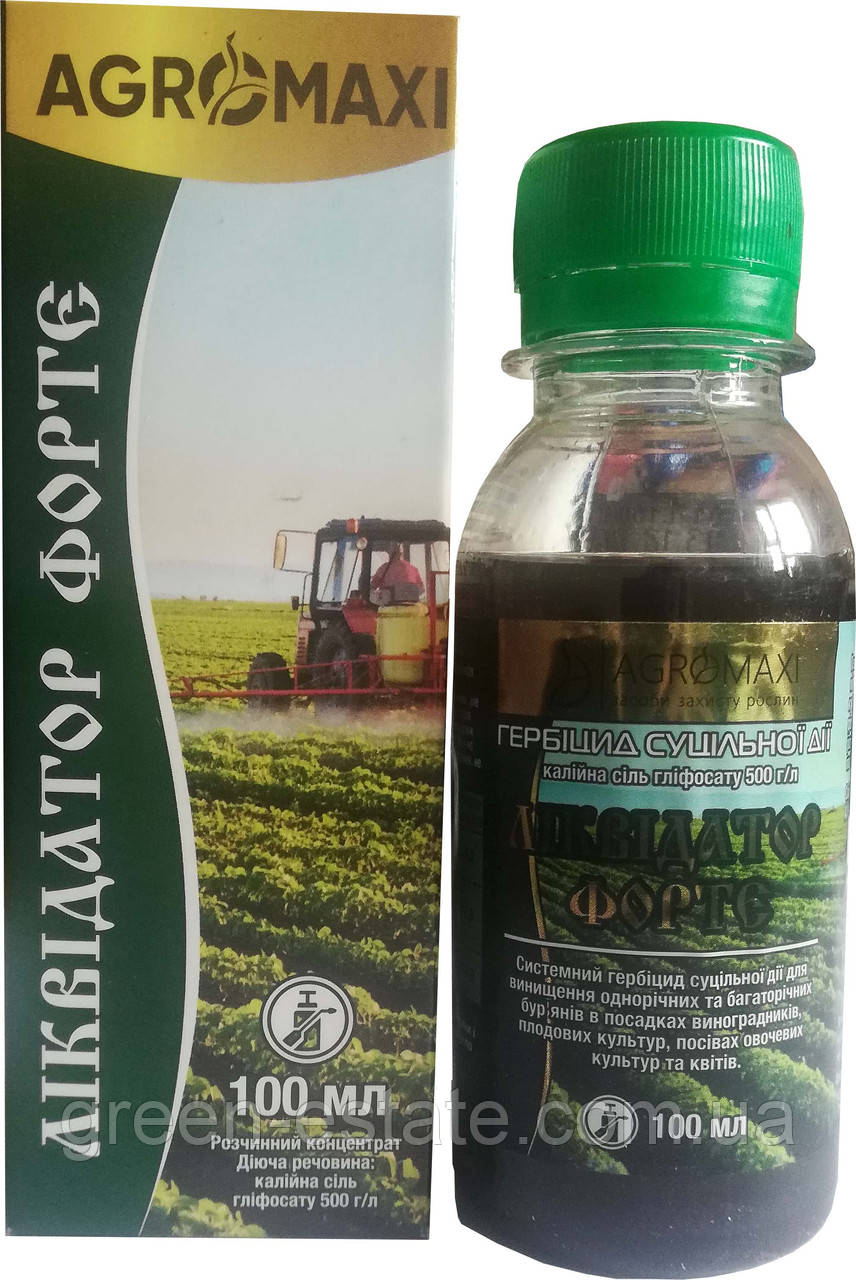 AGROMAXI
ЛІКВІДАТОР ФОРТЄ
100 МЛ
Розчинний концентрат
Діюча речовина:
калійна сіль
гліфосату 500 г/л
AGROMAXI
засоби захисту рослин
ГЕРБІЦИД СУЦІЛЬНОЇ ДІЇ
калійна сіль гліфосату 500 г/л
ЛІКВІДАТОР
ФОРТЄ
Системний гербіцид суцільної дії для
винищення однорічних та багаторічних
бур'янів в посадках виноградників,
плодових культур, посівах овочевих
культур та квітів.
100 мл
green-estate.com.ua